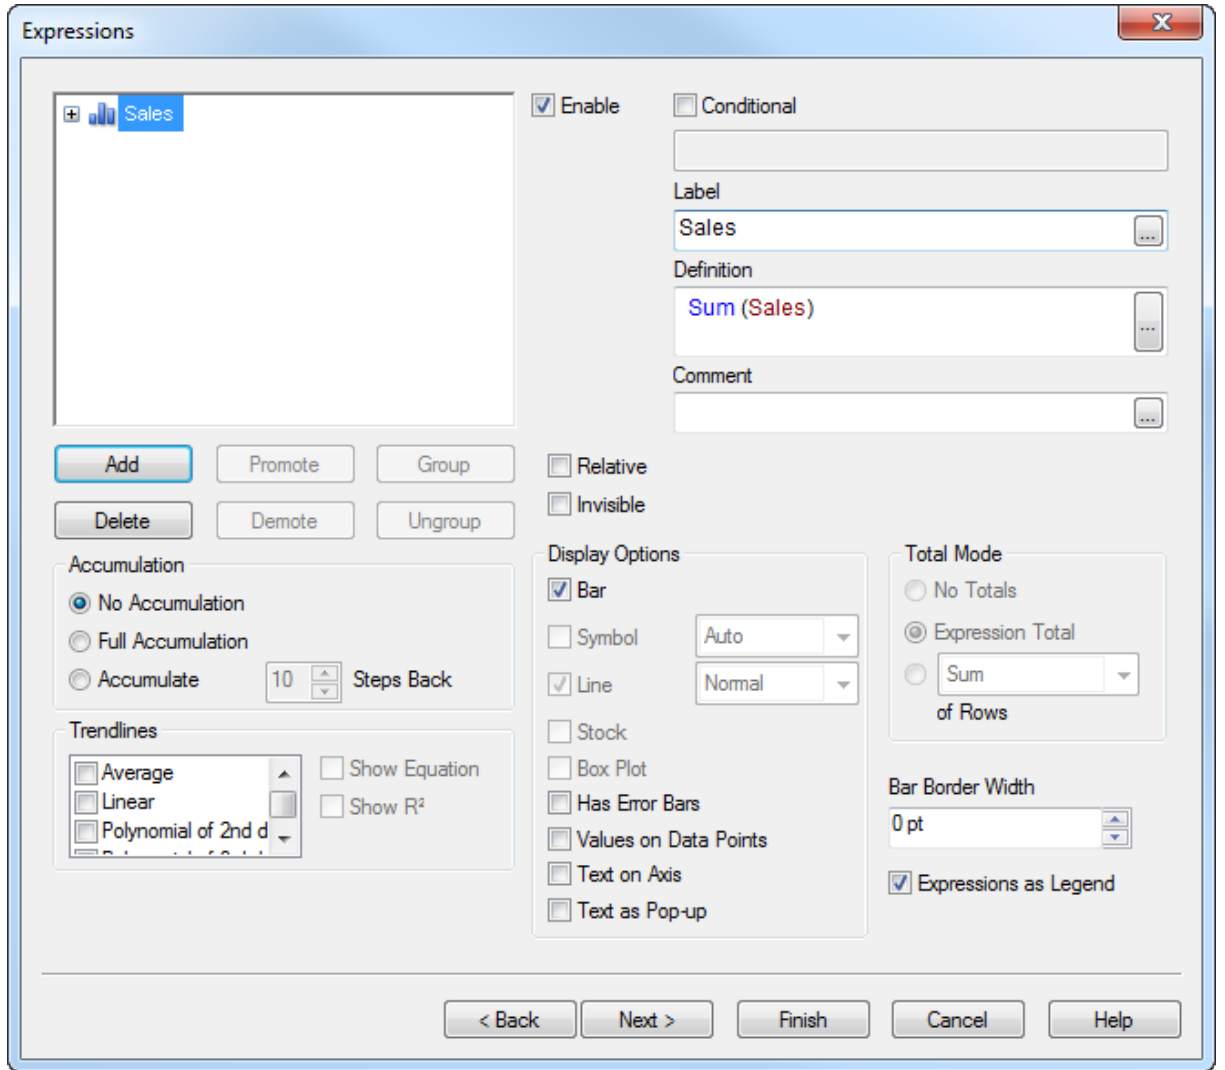 Expressions
Sales
Enable
Conditional
Label
Sales
...
Definition
Sum (Sales)
...
Comment
...
Add
Promote
Group
Delete
Demote
Ungroup
Relative
Invisible
Accumulation
No Accumulation
Full Accumulation
Accumulate
10
Steps Back
Trendlines
Average
Linear
Polynomial of 2nd d
Show Equation
Show R²
Display Options
Bar
Symbol
Auto
Line
Normal
Stock
Box Plot
Has Error Bars
Values on Data Points
Text on Axis
Text as Pop-up
Total Mode
No Totals
Expression Total
Sum
of Rows
Bar Border Width
0 pt
Expressions as Legend
< Back
Next >
Finish
Cancel
Help